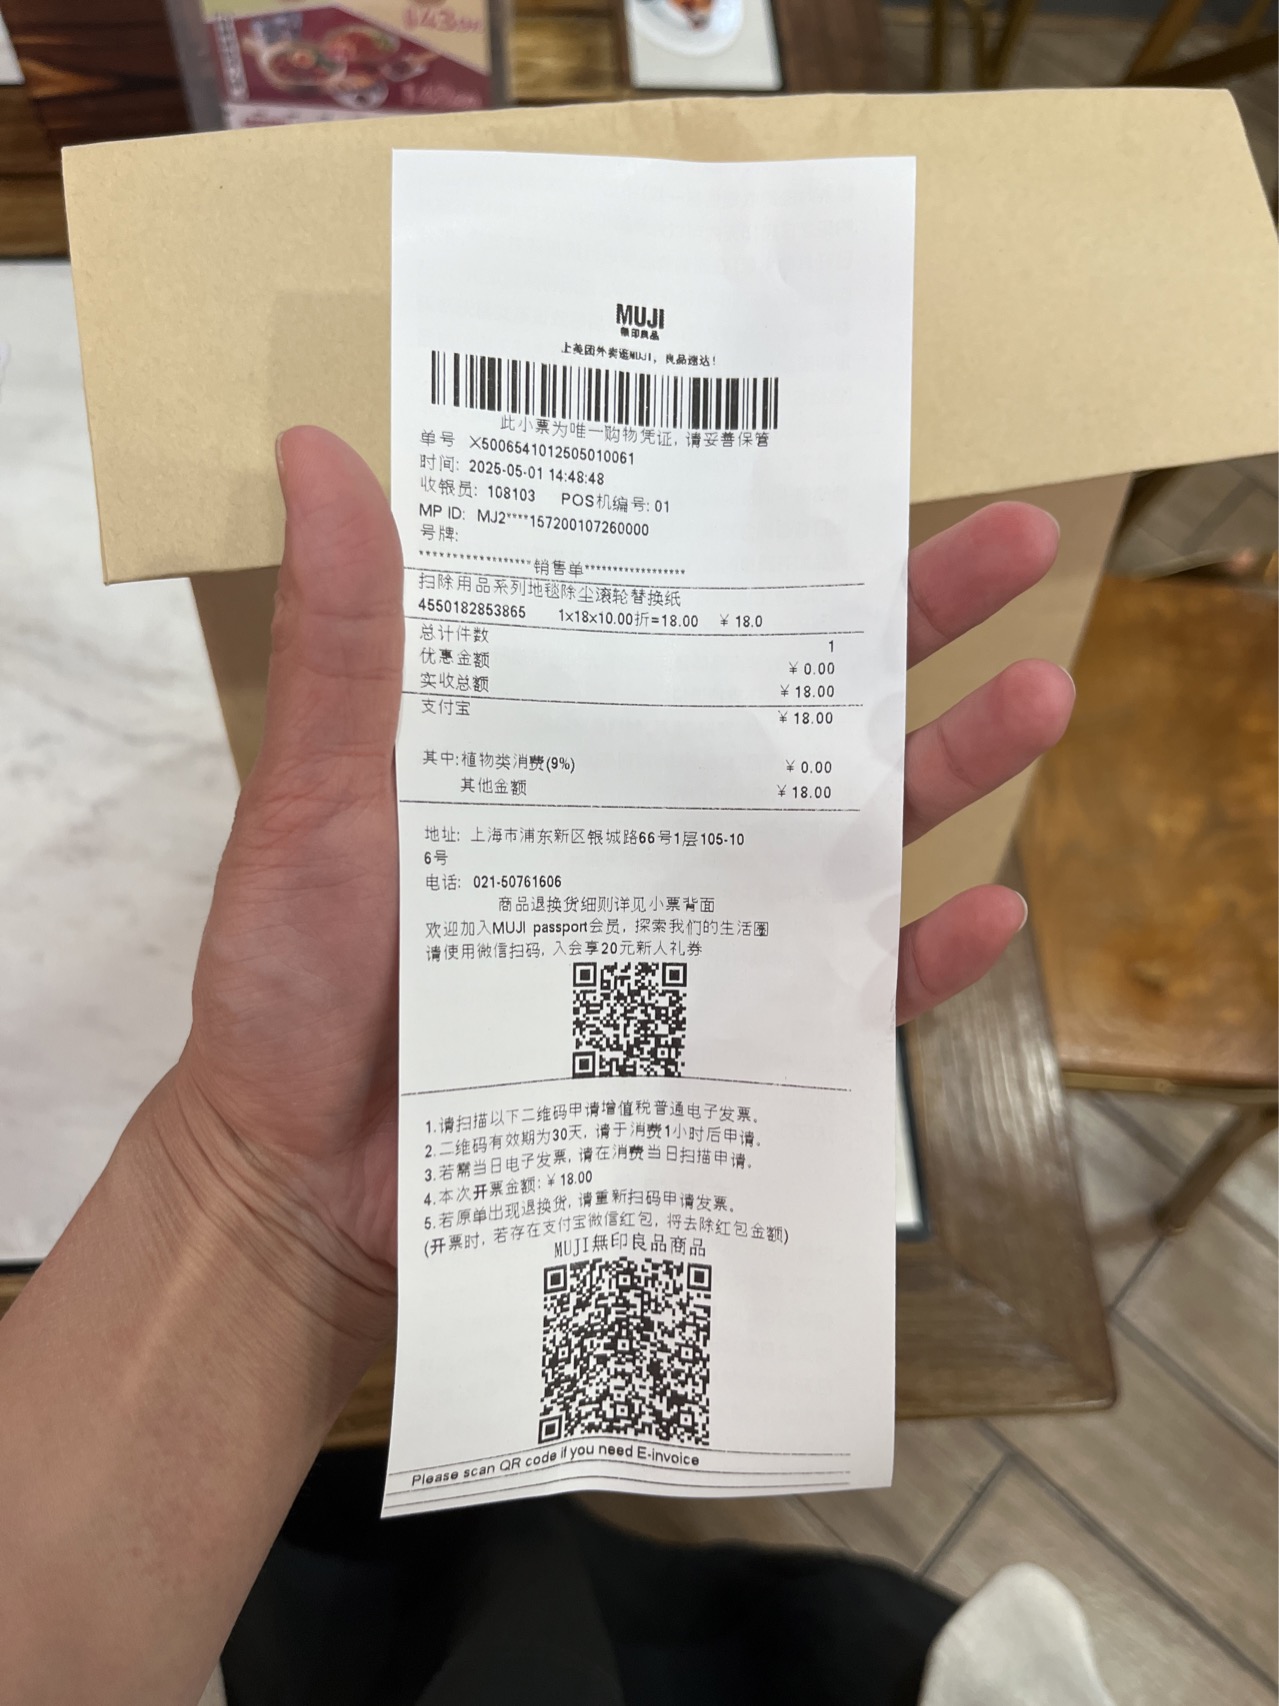 MUJI
無印良品
上美团外卖逛MUJI，良品速达！
此小票为唯一购物凭证，请妥善保管
单号 X5006541012505010061
时间: 2025-05-01 14:48:48
收银员: 108103 POS机编号: 01
MP ID: MJ2****157200107260000
号牌:
******************销售单******************
扫除用品系列地毯除尘滚轮替换纸
4550182853865 1x18x10.00折=18.00 ¥ 18.0
总计件数 1
优惠金额 ¥ 0.00
实收总额 ¥ 18.00
支付宝 ¥ 18.00
其中:植物类消费(9%) ¥ 0.00
其他金额 ¥ 18.00
地址: 上海市浦东新区银城路66号1层105-10
6号
电话: 021-50761606
商品退换货细则详见小票背面
欢迎加入MUJI passport会员，探索我们的生活圈
请使用微信扫码，入会享20元新人礼券
1.请扫描以下二维码申请增值税普通电子发票。
2.二维码有效期为30天，请于消费1小时后申请。
3.若需当日电子发票，请在消费当日扫描申请。
4.本次开票金额: ¥ 18.00
5.若原单出现退换货，请重新扫码申请发票。
(开票时，若存在支付宝微信红包，将去除红包金额)
MUJI無印良品商品
Please scan QR code if you need E-invoice